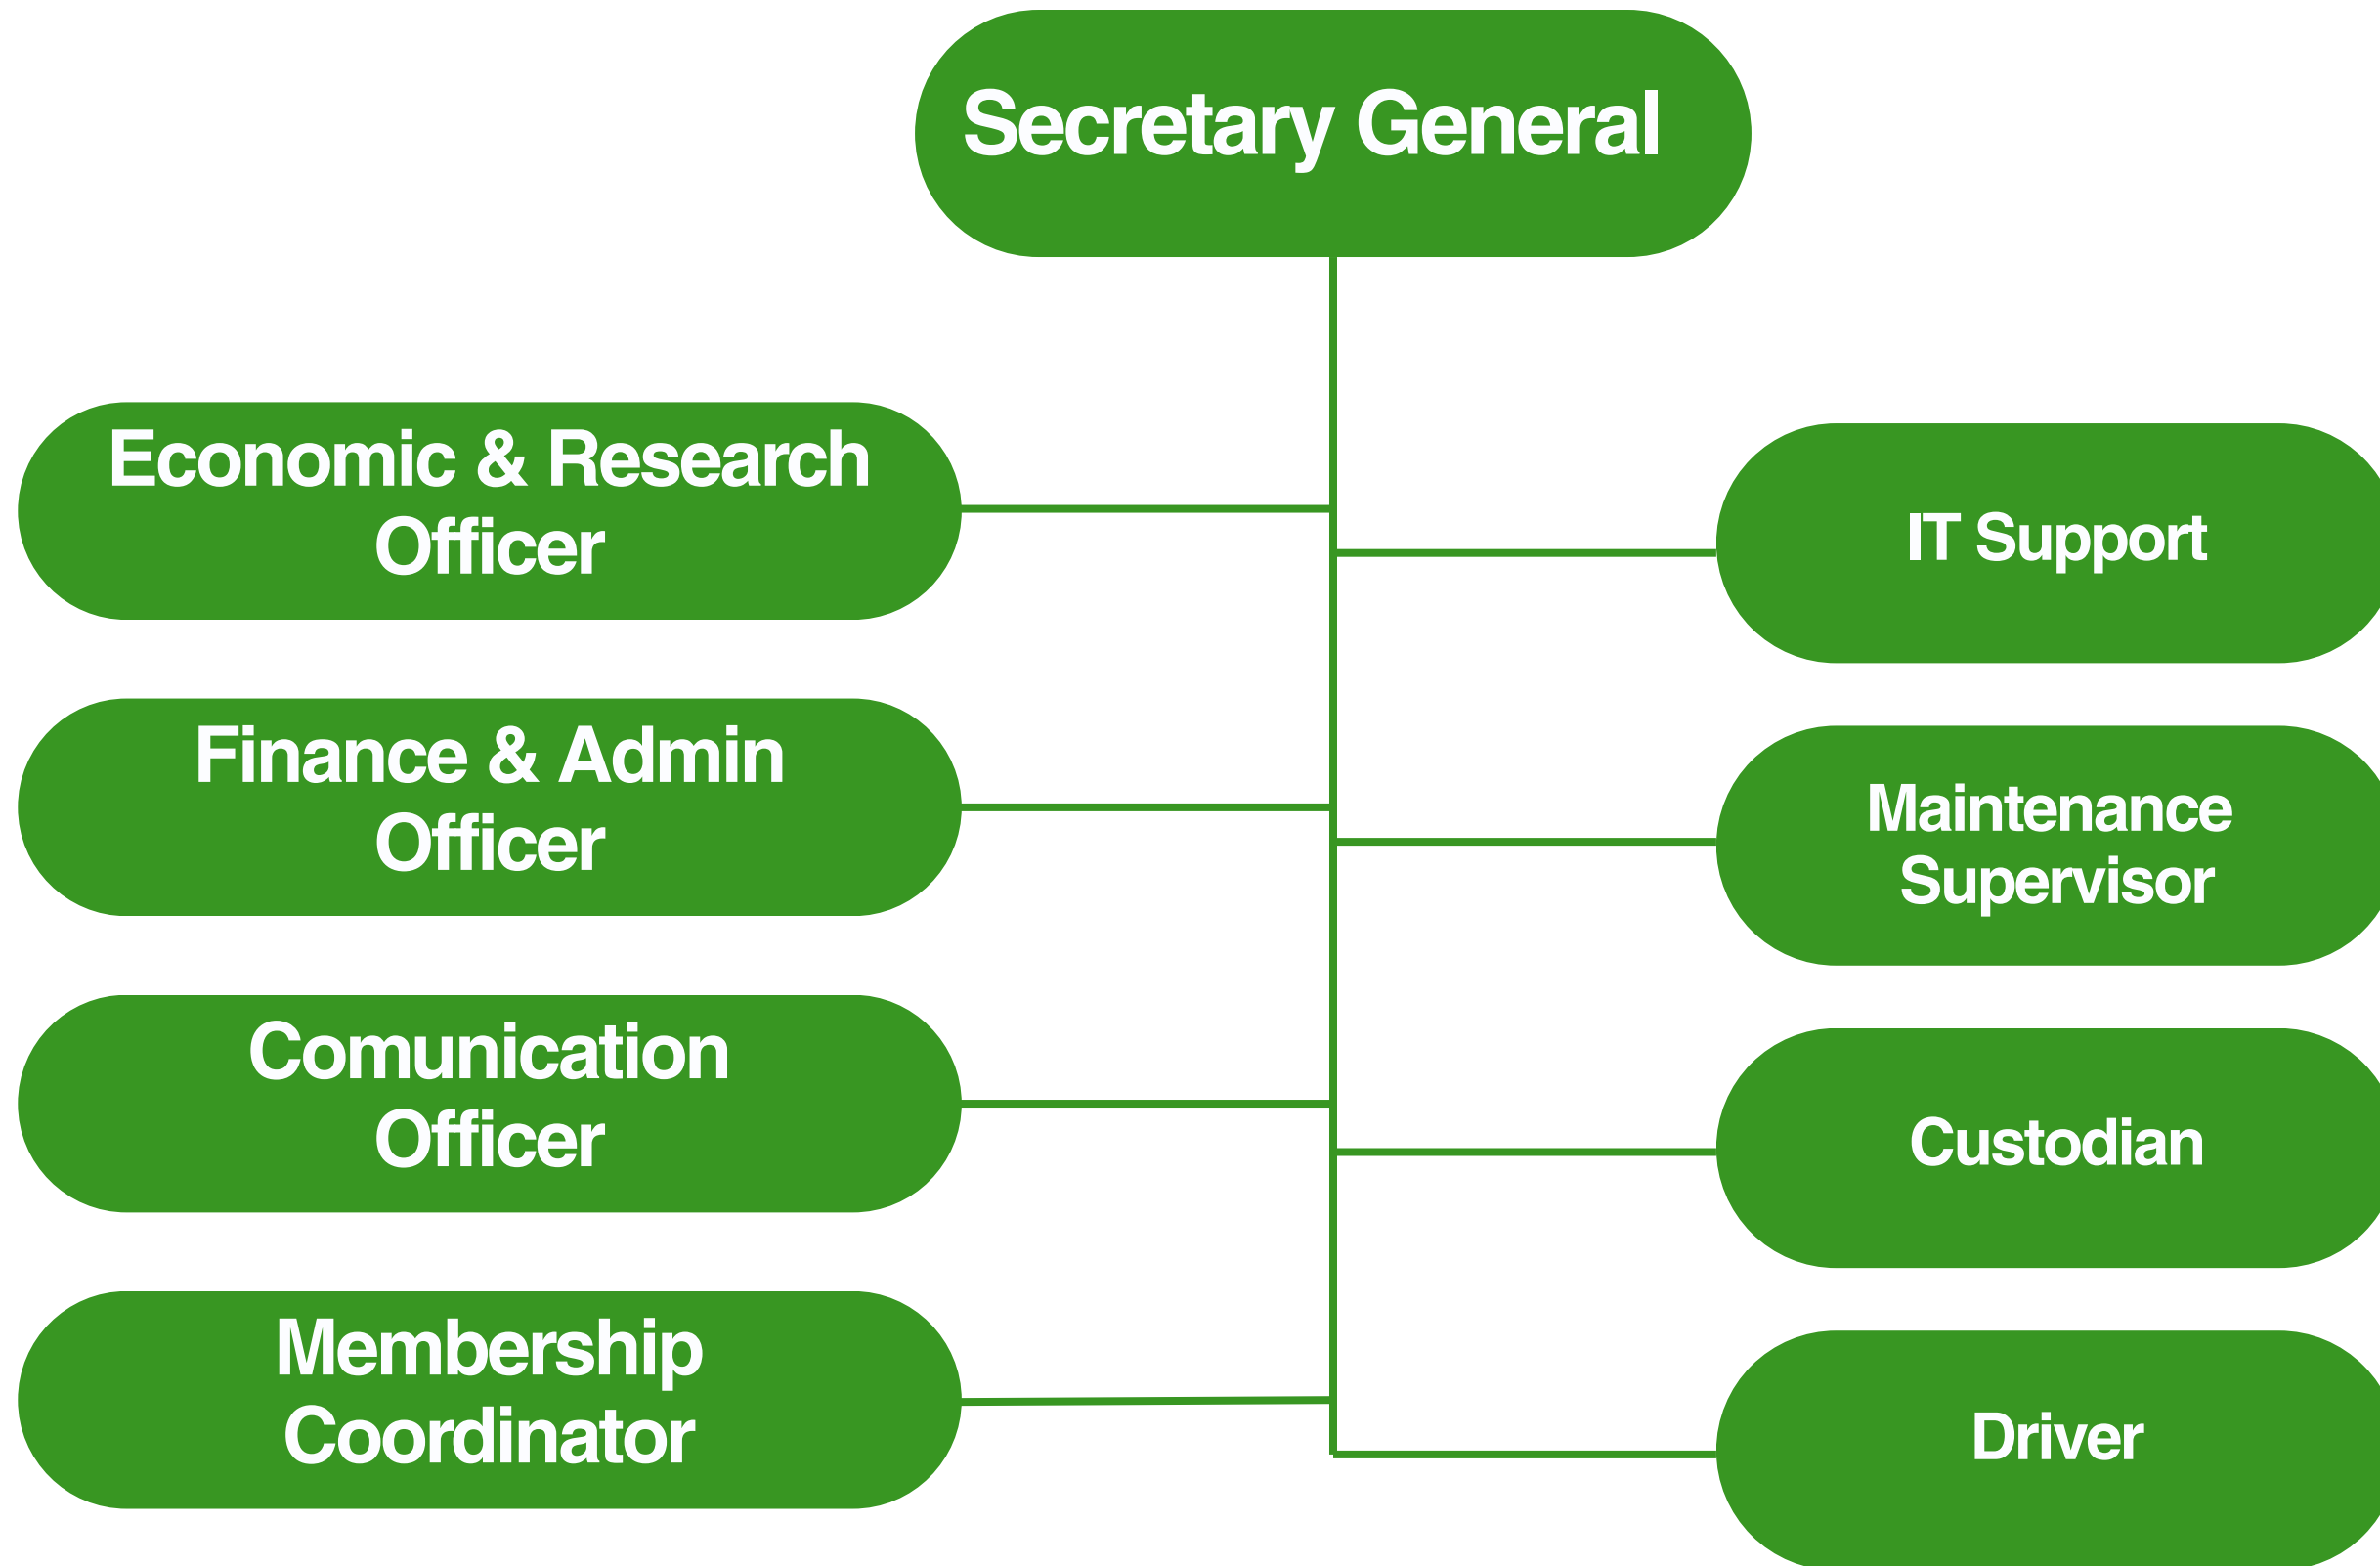 Secretary General
Economic & Research
Officer
Finance & Admin
Officer
Comunication
Officer
Membership
Coordinator
IT Support
Maintenance
Supervisor
Custodian
Driver